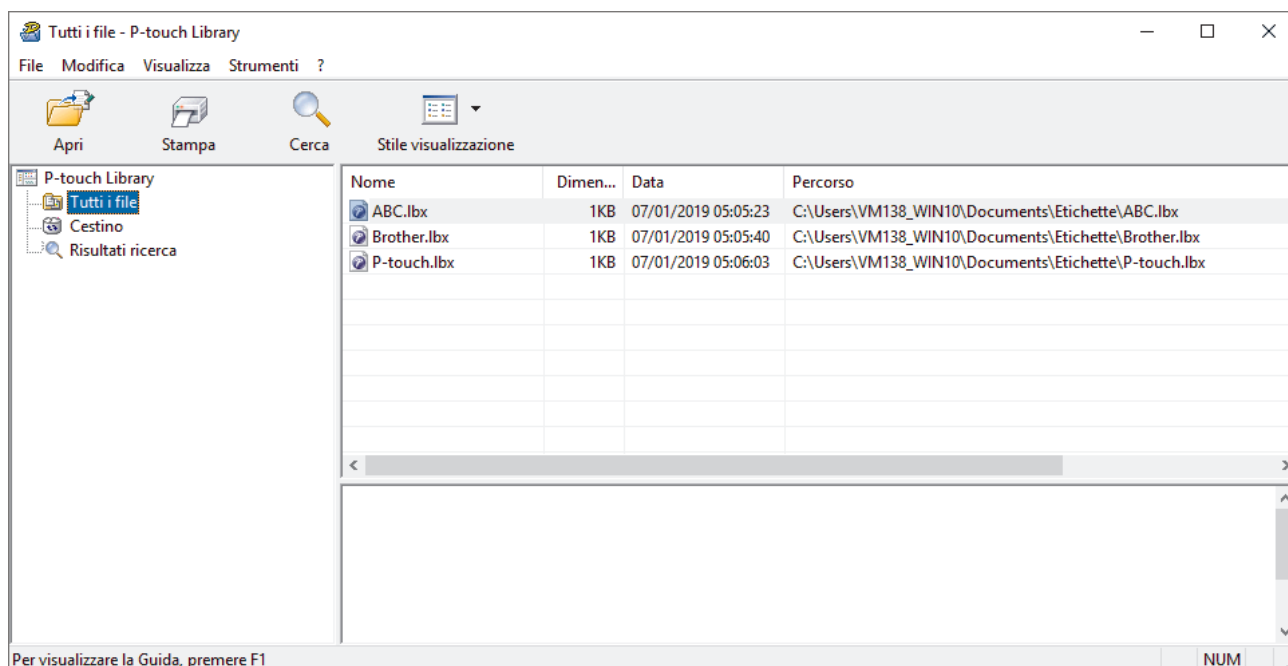 Tutti i file - P-touch Library
File Modifica Visualizza Strumenti ?
Apri Stampa Cerca Stile visualizzazione
P-touch Library
Tutti i file
Cestino
Risultati ricerca
Nome Dimen... Data Percorso
ABC.lbx 1KB 07/01/2019 05:05:23 C:\Users\VM138_WIN10\Documents\Etichette\ABC.lbx
Brother.lbx 1KB 07/01/2019 05:05:40 C:\Users\VM138_WIN10\Documents\Etichette\Brother.lbx
P-touch.lbx 1KB 07/01/2019 05:06:03 C:\Users\VM138_WIN10\Documents\Etichette\P-touch.lbx
Per visualizzare la Guida, premere F1 NUM